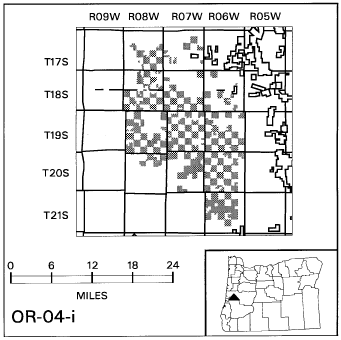 R09W R08W R07W R06W R05W
T17S
T18S
T19S
T20S
T21S
0 6 12 18 24
MILES
OR-04-i